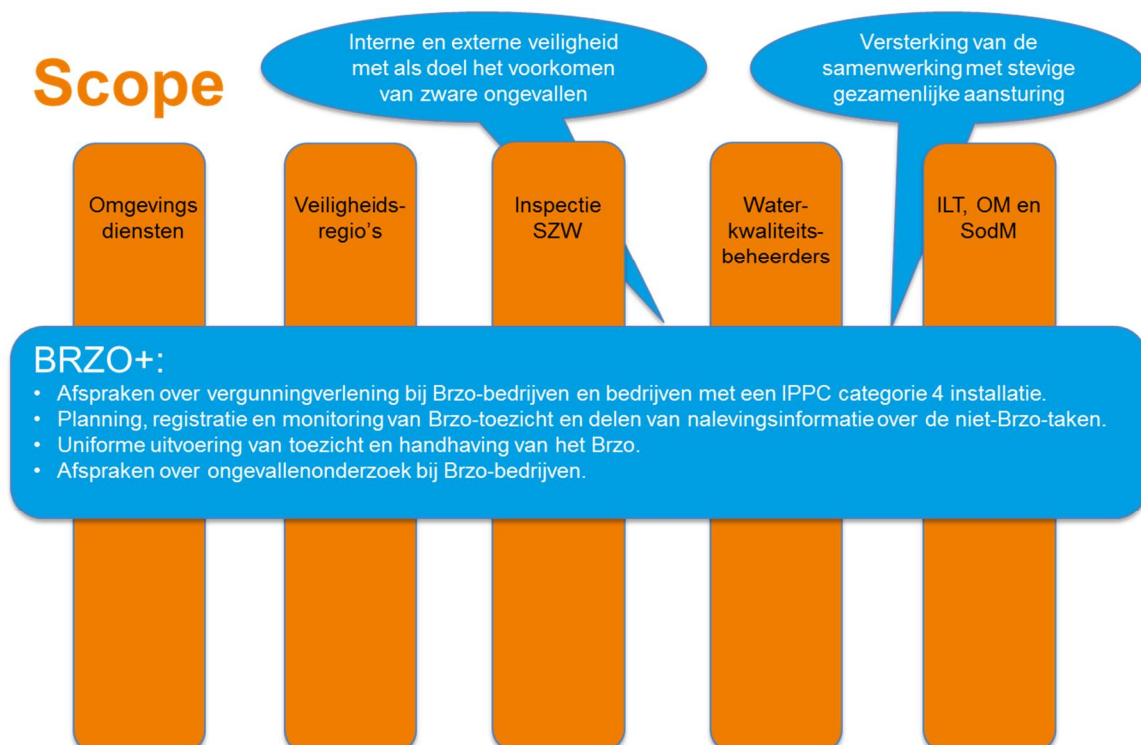 Scope
Interne en externe veiligheid
met als doel het voorkomen
van zware ongevallen
Versterking van de
samenwerking met stevige
gezamenlijke aansturing
Omgevings
diensten
Veiligheids-
regio's
Inspectie
SZW
Water-
kwaliteits-
beheerders
ILT, OM en
SodM
BRZO+:
• Afspraken over vergunningverlening bij Brzo-bedrijven en bedrijven met een IPPC categorie 4 installatie.
• Planning, registratie en monitoring van Brzo-toezicht en delen van nalevingsinformatie over de niet-Brzo-taken.
• Uniforme uitvoering van toezicht en handhaving van het Brzo.
• Afspraken over ongevallenonderzoek bij Brzo-bedrijven.